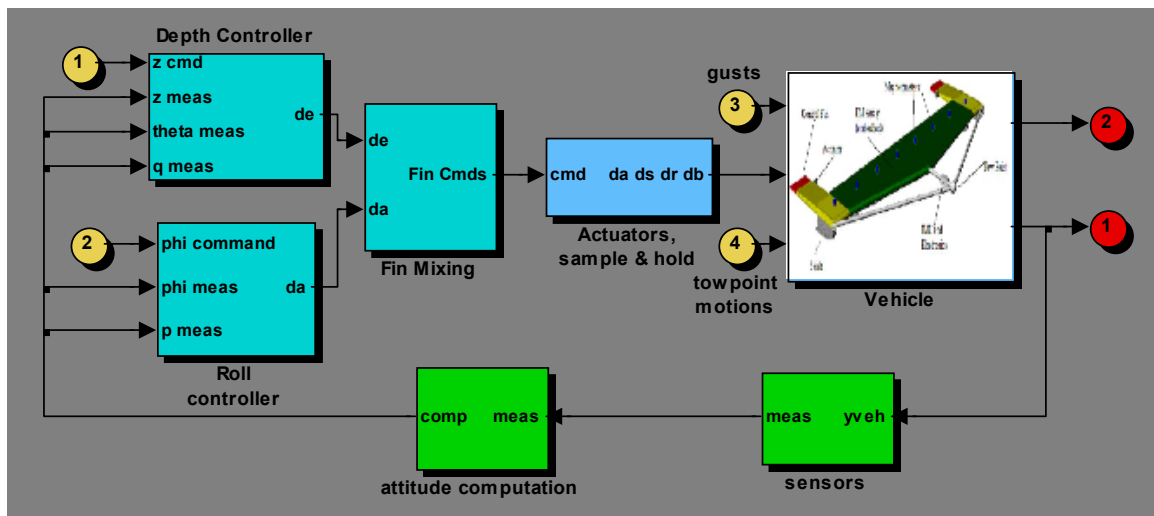 Depth Controller
1
z cmd
z meas
theta meas
q meas
de
2
phi command
phi meas
p meas
da
Roll
controller
de
da
Fin Cmds
Fin Mixing
cmd
da ds dr db
Actuators,
sample & hold
gusts
3
4
towpoint
motions
Vehicle
2
1
comp
meas
attitude computation
meas
yveh
sensors